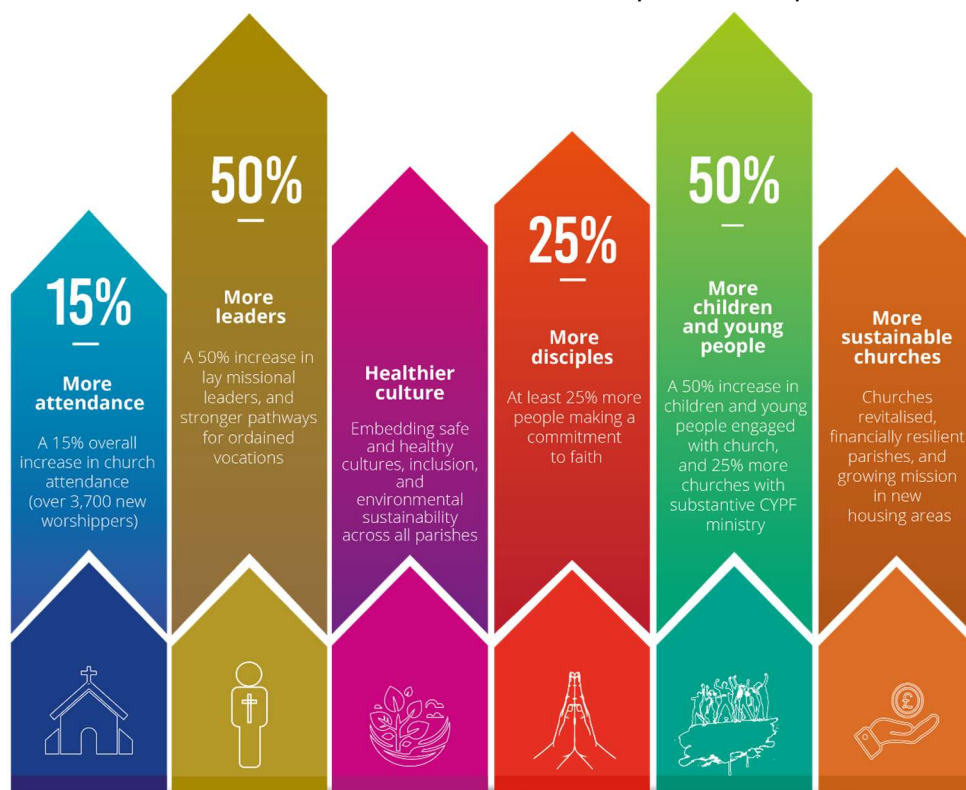 15%
More
attendance
A 15% overall
increase in church
attendance
(over 3,700 new
worshippers)
50%
More
leaders
A 50% increase in
lay missional
leaders, and
stronger pathways
for ordained
vocations
Healthier
culture
Embedding safe
and healthy
cultures, inclusion,
and
environmental
sustainability
across all parishes
25%
More
disciples
At least 25% more
people making a
commitment
to faith
50%
More
children
and young
people
A 50% increase in
children and young
people engaged
with church,
and 25% more
churches with
substantive CYPF
ministry
More
sustainable
churches
Churches
revitalised,
financially resilient
parishes, and
growing mission
in new
housing areas
£